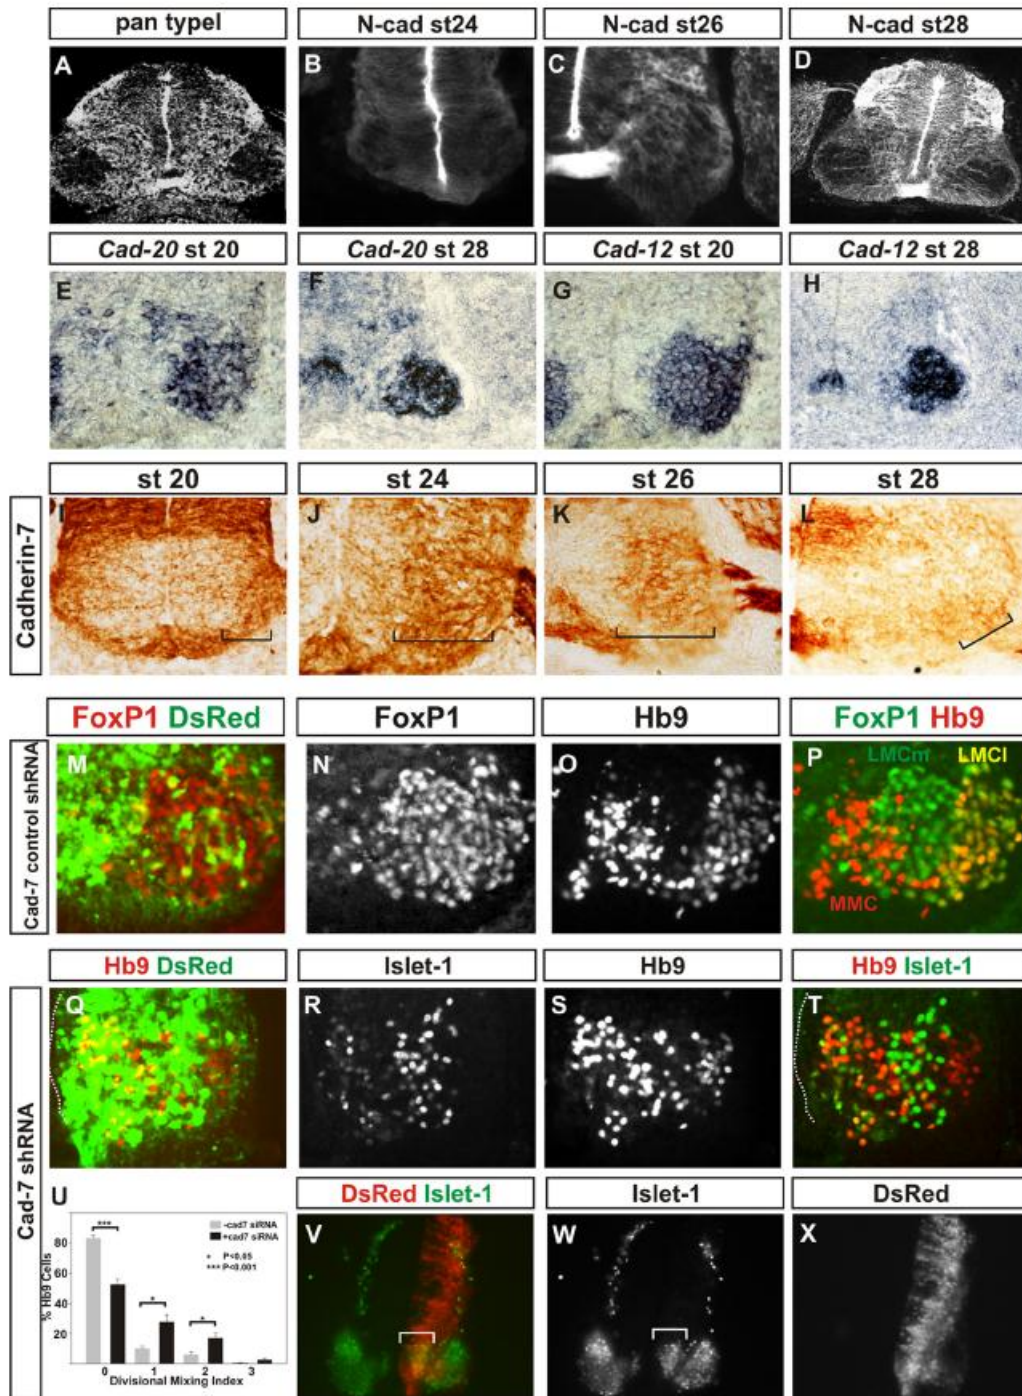 pan typeI
N-cad st24
N-cad st26
N-cad st28
A
B
C
D
Cad-20 st 20
Cad-20 st 28
Cad-12 st 20
Cad-12 st 28
E
F
G
H
st 20
st 24
st 26
st 28
Cadherin-7
I
J
K
L
FoxP1 DsRed
FoxP1
Hb9
FoxP1 Hb9
Cad-7 control shRNA
M
N
O
P
LMCm
LMCl
MMC
Hb9 DsRed
Islet-1
Hb9
Hb9 Islet-1
Cad-7 shRNA
Q
R
S
T
U
-cad7 siRNA
+cad7 siRNA
* P<0.05
*** P<0.001
***
*
*
% Hb9 Cells
80
60
40
20
0 1 2 3
Divisional Mixing Index
DsRed Islet-1
Islet-1
DsRed
V
W
X